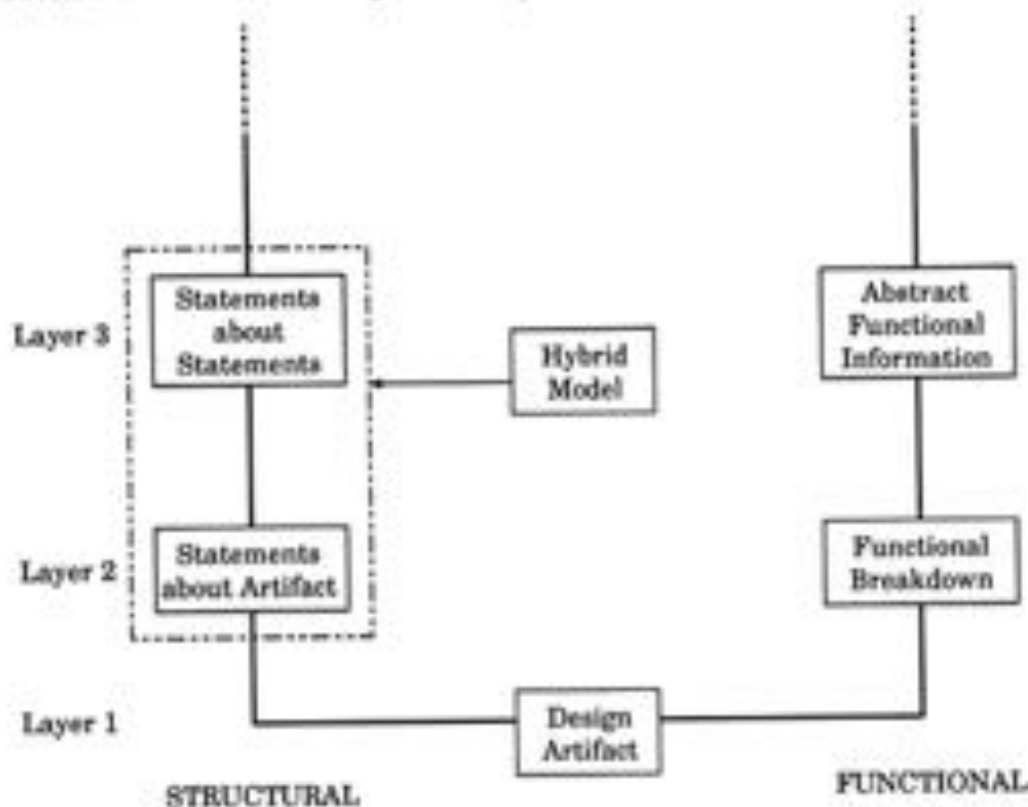 Statements
about
Statements
Layer 3
Hybrid
Model
Abstract
Functional
Information
Layer 2
Statements
about Artifact
Functional
Breakdown
Layer 1
Design
Artifact
STRUCTURAL
FUNCTIONAL